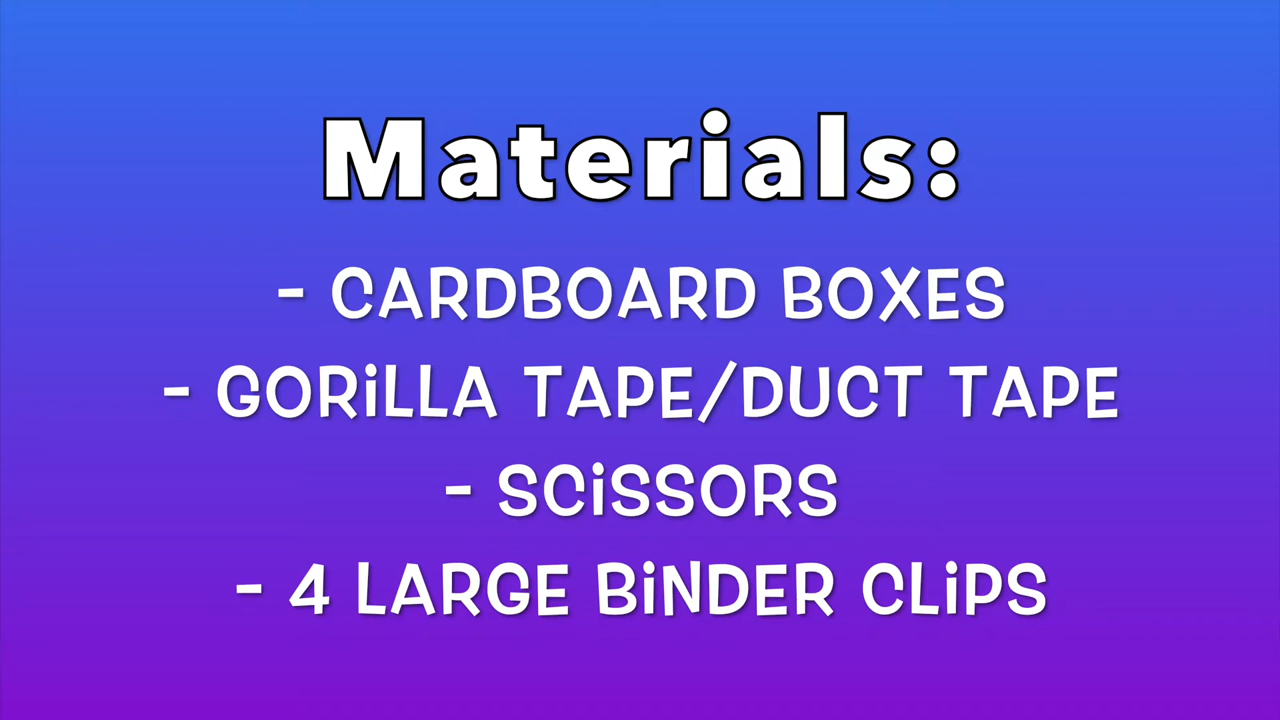 Materials:
- CARDBOARD BOXES
- GORiLLA TAPE/DUCT TAPE
- SCiSSORS
- 4 LARGE BiNDER CLiPS